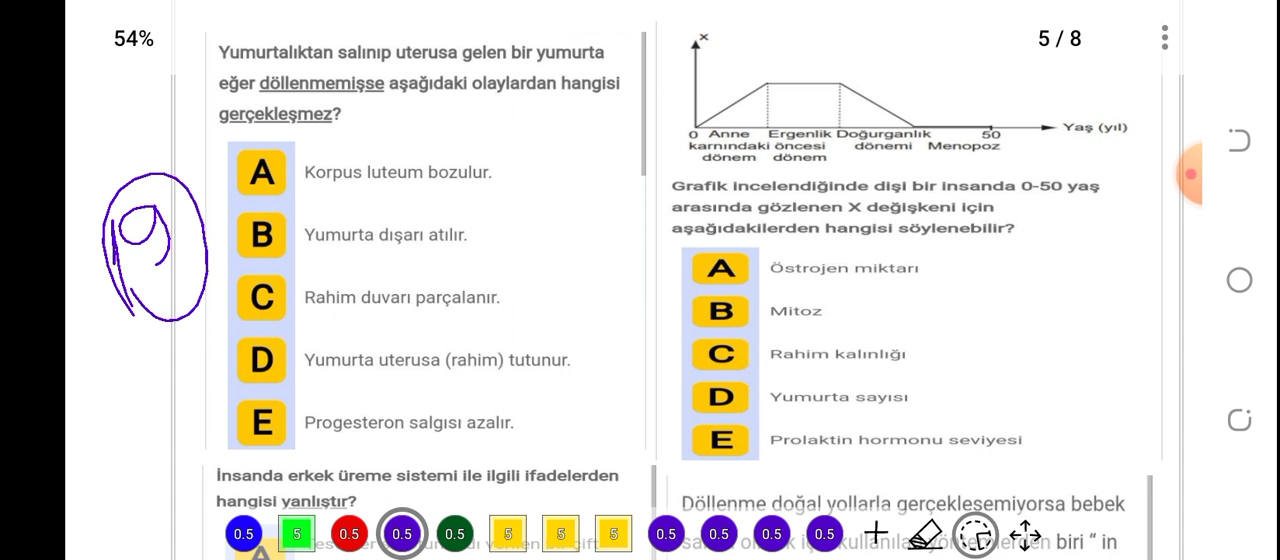 54%
5 / 8
Yumurtalıktan salınıp uterusa gelen bir yumurta
eğer döllenmemişse aşağıdaki olaylardan hangisi
gerçekleşmez?
A Korpus luteum bozulur.
B Yumurta dışarı atılır.
C Rahim duvarı parçalanır.
D Yumurta uterusa (rahim) tutunur.
E Progesteron salgısı azalır.
İnsanda erkek üreme sistemi ile ilgili ifadelerden
hangisi yanlıştır?
A
x
0 Anne Ergenlik Doğurganlık 50 Yaş (yıl)
karnındaki öncesi dönemi Menopoz
dönem dönem
Grafik incelendiğinde dişi bir insanda 0-50 yaş
arasında gözlenen X değişkeni için
aşağıdakilerden hangisi söylenebilir?
A Östrojen miktarı
B Mitoz
C Rahim kalınlığı
D Yumurta sayısı
E Prolaktin hormonu seviyesi
Döllenme doğal yollarla gerçekleşemiyorsa bebek
biri “ in
0.5 5 0.5 0.5 0.5 5 5 5 0.5 0.5 0.5 0.5